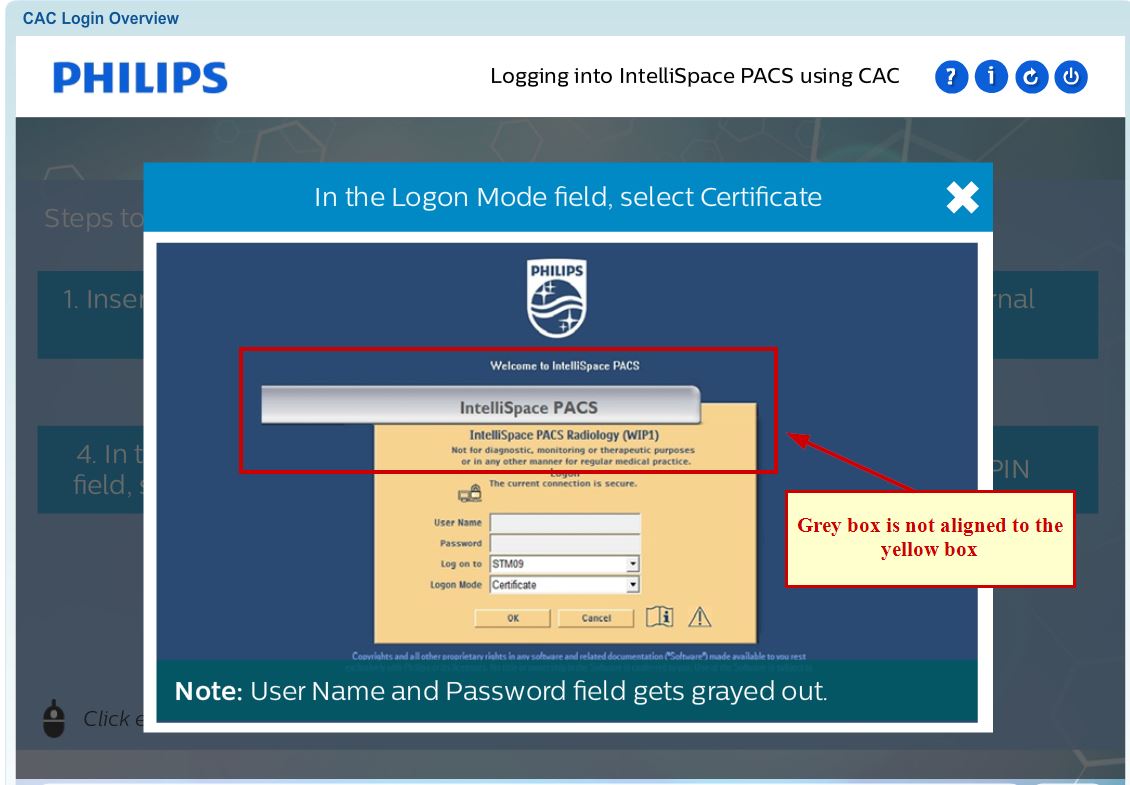 CAC Login Overview
PHILIPS
Logging into IntelliSpace PACS using CAC
? i
In the Logon Mode field, select Certificate
Steps to
1. Inser
rnal
4. In t
field, s
PIN
PHILIPS
Welcome to IntelliSpace PACS
IntelliSpace PACS
IntelliSpace PACS Radiology (WIP1)
Not for diagnostic, monitoring or therapeutic purposes
or in any other manner for regular medical practice.
Logon
The current connection is secure.
User Name
Password
Log on to STM09
Logon Mode Certificate
OK Cancel
Grey box is not aligned to the
yellow box
Copyrights and all other proprietary rights in any software and related documentation ("Software") made available to you rest
Note: User Name and Password field gets grayed out.
Click e